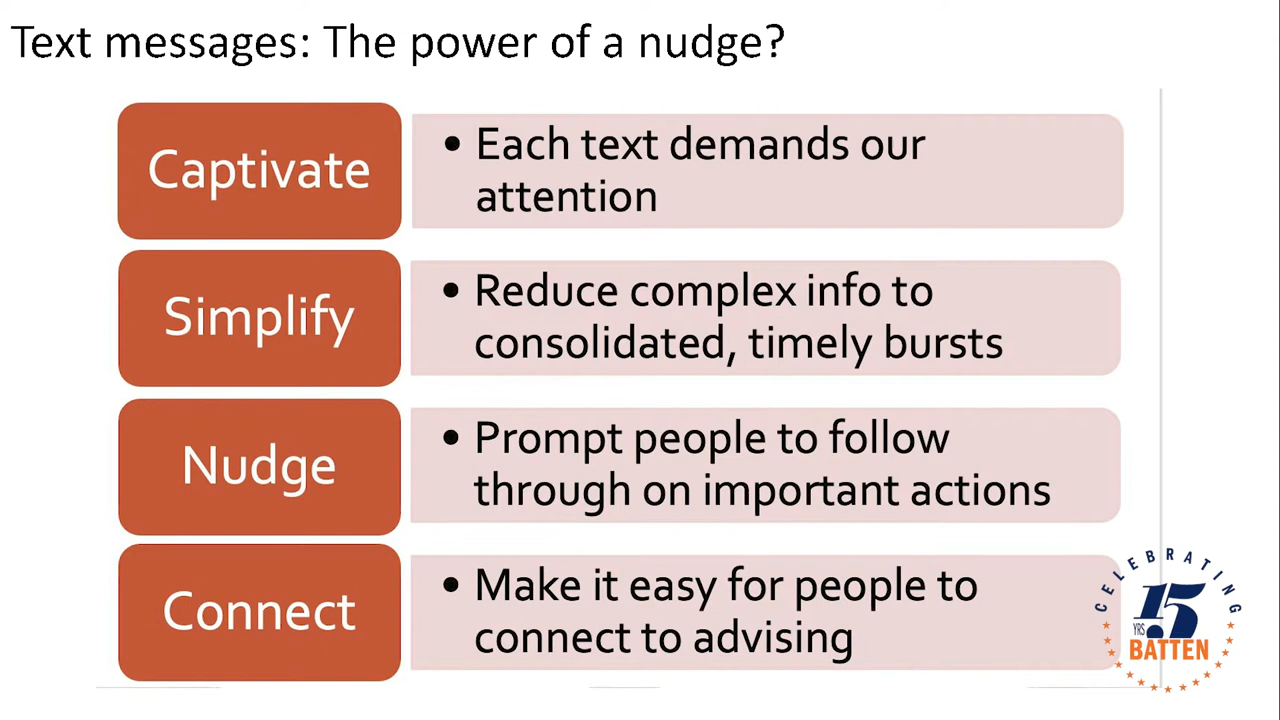 Text messages: The power of a nudge?
Captivate
• Each text demands our
attention
Simplify
• Reduce complex info to
consolidated, timely bursts
Nudge
• Prompt people to follow
through on important actions
Connect
• Make it easy for people to
connect to advising
CELEBRATING
15
YRS
BATTEN